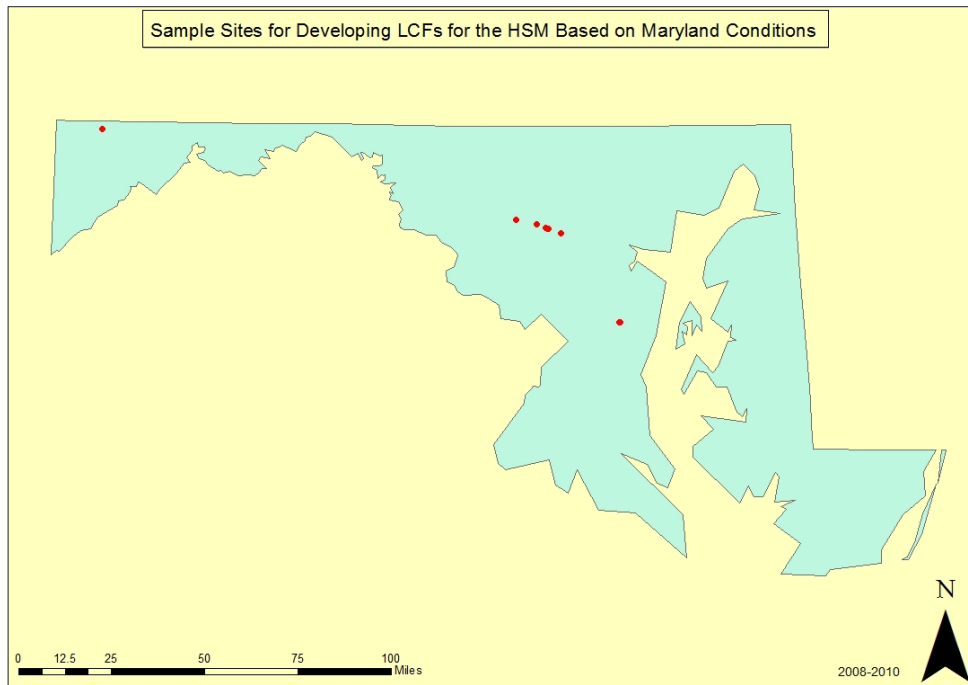 Sample Sites for Developing LCFs for the HSM Based on Maryland Conditions
N
0 12.5 25 50 75 100
Miles
2008-2010